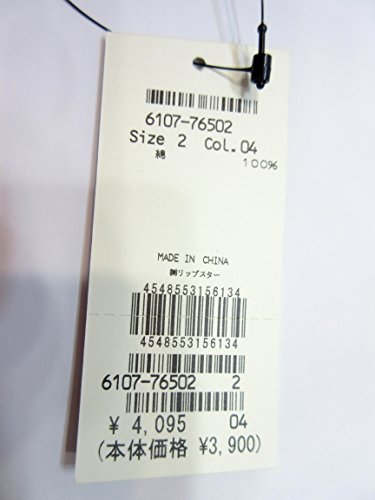 6107-76502
Size 2 Col.04
綿 100%
MADE IN CHINA
㈱リップスター
4548553156134
4548553156134
6107-76502 2
¥ 4,095 04
(本体価格 ¥3,900)